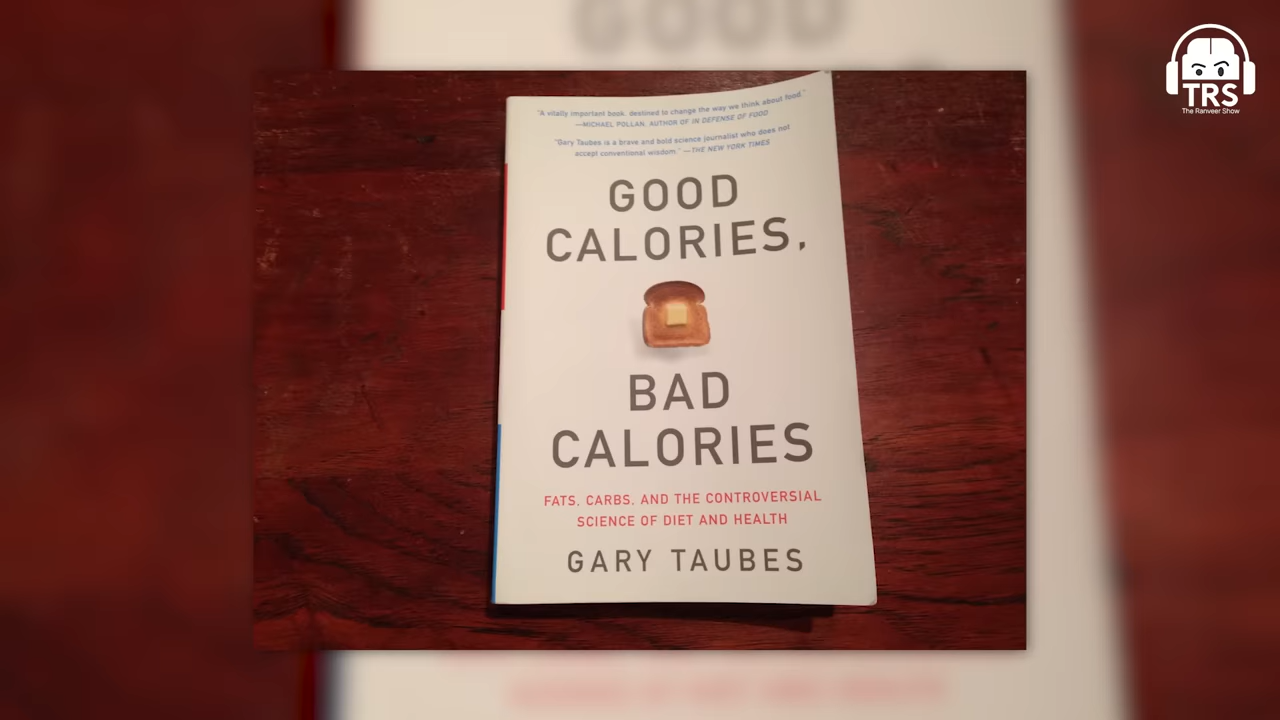 "A vitally important book, destined to change the way we think about food."
—MICHAEL POLLAN, AUTHOR OF IN DEFENSE OF FOOD
"Gary Taubes is a brave and bold science journalist who does not
accept conventional wisdom." —THE NEW YORK TIMES
GOOD
CALORIES,
BAD
CALORIES
FATS, CARBS, AND THE CONTROVERSIAL
SCIENCE OF DIET AND HEALTH
GARY TAUBES
TRS
The Ranveer Show
GOOD